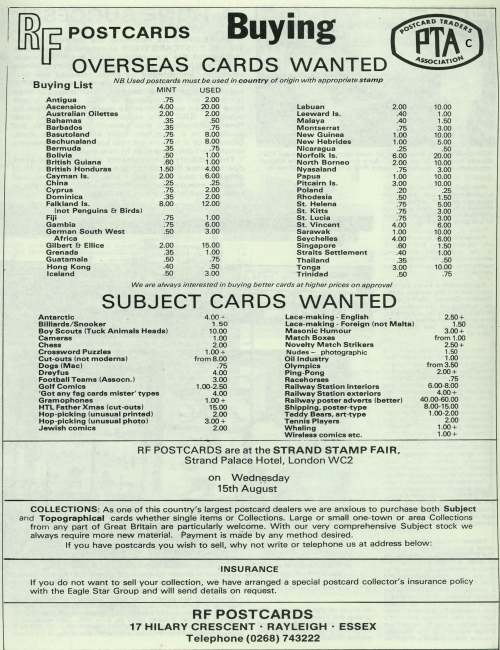 RF POSTCARDS Buying
POSTCARD TRADERS
PTA C
ASSOCIATION
OVERSEAS CARDS WANTED
NB Used postcards must be used in country of origin with appropriate stamp
Buying List
MINT USED
Antigua .75 2.00
Ascension 4.00 20.00
Australian Oilettes 2.00 2.00
Bahamas .35 .50
Barbados .35 .75
Basutoland .75 8.00
Bechunaland .75 8.00
Bermuda .35 .75
Bolivia .50 1.00
British Guiana .60 1.00
British Honduras 1.50 4.00
Cayman Is. 2.00 6.00
China .25 .25
Cyprus .75 2.00
Dominica .35 2.00
Falkland Is. 8.00 12.00
(not Penguins & Birds)
Fiji .75 1.00
Gambia .75 6.00
German South West .50 3.00
Africa
Gilbert & Ellice 2.00 15.00
Grenada .35 1.00
Guatamala .50 .75
Hong Kong .40 .50
Iceland .50 3.00
Labuan 2.00 10.00
Leeward Is. .40 1.00
Malaya .40 1.50
Montserrat .75 3.00
New Guinea 1.00 10.00
New Hebrides 1.00 5.00
Nicaragua .25 .50
Norfolk Is. 6.00 20.00
North Borneo 2.00 10.00
Nyasaland .75 3.00
Papua 1.00 10.00
Pitcairn Is. 3.00 10.00
Poland .20 .25
Rhodesia .50 1.50
St. Helena .75 5.00
St. Kitts .75 3.00
St. Lucia .75 3.00
St. Vincent 4.00 6.00
Sarawak 1.00 10.00
Seychelles 4.00 6.00
Singapore .60 1.50
Straits Settlement .40 1.00
Thailand .35 .50
Tonga 3.00 10.00
Trinidad .50 .75
We are always interested in buying better cards at higher prices on approval
SUBJECT CARDS WANTED
Antarctic 4.00 +
Billiards/Snooker 1.50
Boy Scouts (Tuck Animals Heads) 10.00
Cameras 1.00
Chess 2.00
Crossword Puzzles 1.00 +
Cut-outs (not moderns) from 8.00
Dogs (Mac) .75
Dreyfus 4.00
Football Teams (Assocn.) 3.00
Golf Comics 1.00-2.50
'Got any fag cards mister' types 4.00
Gramophones 1.00 +
HTL Father Xmas (cut-outs) 15.00
Hop-picking (unusual printed) 2.00
Hop-picking (unusual photo) 3.00 +
Jewish comics 2.00
Lace-making - English 2.50 +
Lace-making - Foreign (not Malta) 1.50
Masonic Humour 3.00 +
Match Boxes from 1.00
Novelty Match Strikers 2.50 +
Nudes – photographic 1.50
Oil Industry 1.00
Olympics from 3.50
Ping-Pong 2.00 +
Racehorses .75
Railway Station interiors 6.00-8.00
Railway Station exteriors 4.00 +
Railway poster adverts (better) 40.00-60.00
Shipping, poster-type 8.00-15.00
Teddy Bears, art-type 1.00-2.00
Tennis Players 2.00
Whaling 1.00 +
Wireless comics etc. 1.00 +
RF POSTCARDS are at the STRAND STAMP FAIR,
Strand Palace Hotel, London WC2
on Wednesday
15th August
COLLECTIONS: As one of this country's largest postcard dealers we are anxious to purchase both Subject
and Topographical cards whether single items or Collections. Large or small one-town or area Collections
from any part of Great Britain are particularly welcome. With our very comprehensive Subject stock we
always require more new material. Payment is made by any method desired.
If you have postcards you wish to sell, why not write or telephone us at address below:
INSURANCE
If you do not want to sell your collection, we have arranged a special postcard collector's insurance policy
with the Eagle Star Group and will send details on request.
RF POSTCARDS
17 HILARY CRESCENT · RAYLEIGH · ESSEX
Telephone (0268) 743222